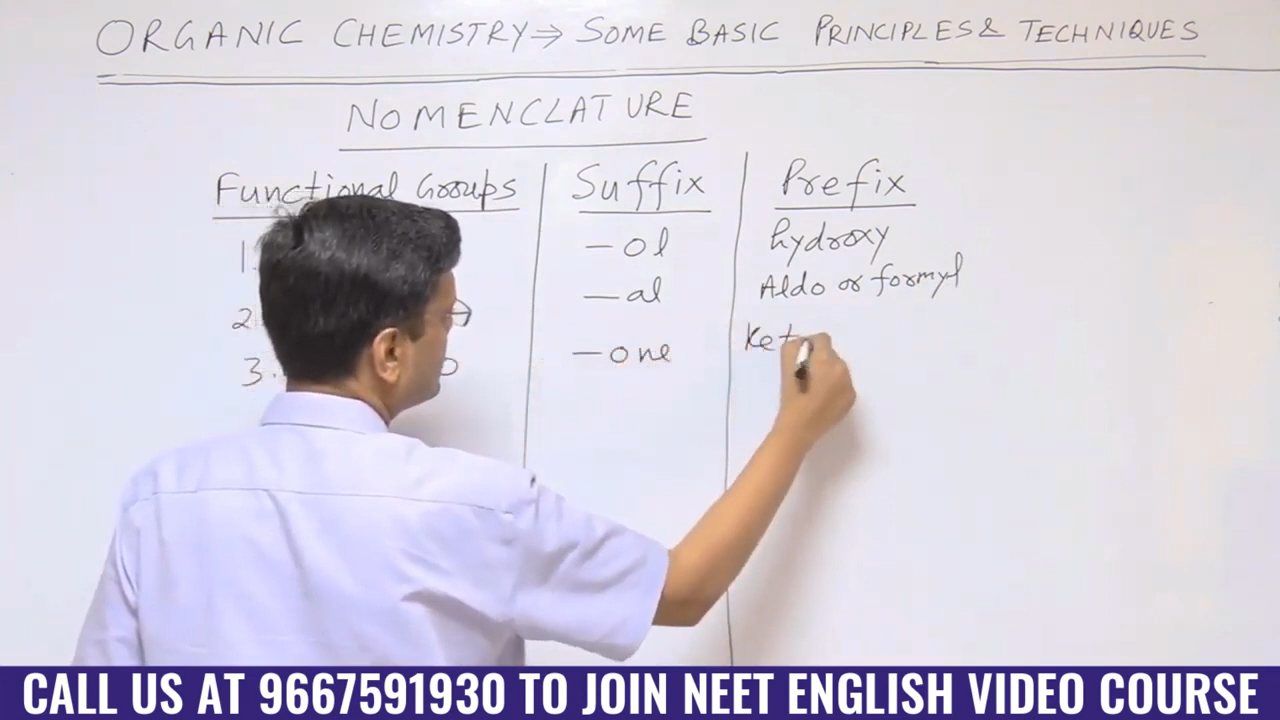 ORGANIC CHEMISTRY → SOME BASIC PRINCIPLES & TECHNIQUES
NOMENCLATURE
Functional Groups Suffix Prefix
1. -ol hydroxy
2 -al Aldo or formyl
3. -one Ket
CALL US AT 9667591930 TO JOIN NEET ENGLISH VIDEO COURSE